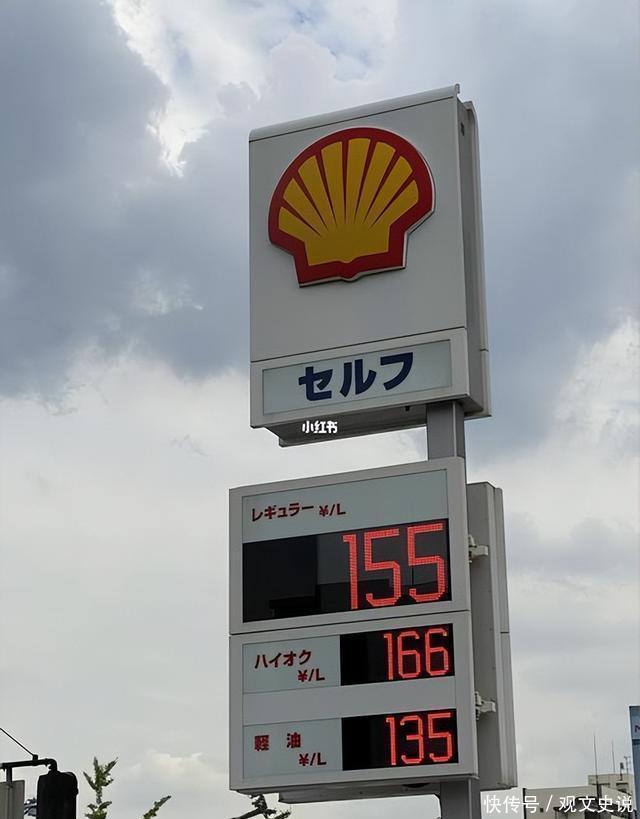 セルフ
小红书
レギュラー ¥/L
155
ハイオク
¥/L
166
軽油
¥/L
135
快传号／观文史说